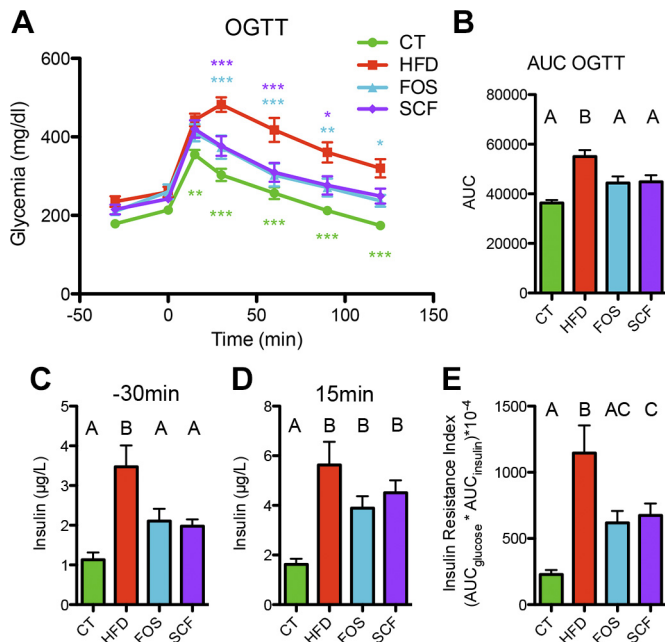 A
OGTT
CT
HFD
FOS
SCF
Glycemia (mg/dl)
600
400
200
0
-50
0
50
100
150
Time (min)
***
***
***
***
*
**
*
**
***
***
***
***
B
AUC OGTT
AUC
80000
60000
40000
20000
0
A B A A
CT HFD FOS SCF
C
-30min
Insulin (µg/L)
5
4
3
2
1
0
A B A A
CT HFD FOS SCF
D
15min
Insulin (µg/L)
8
6
4
2
0
A B B B
CT HFD FOS SCF
E
Insulin Resistance Index
(AUCglucose * AUCinsulin)*10-4
1500
1000
500
0
A B AC C
CT HFD FOS SCF